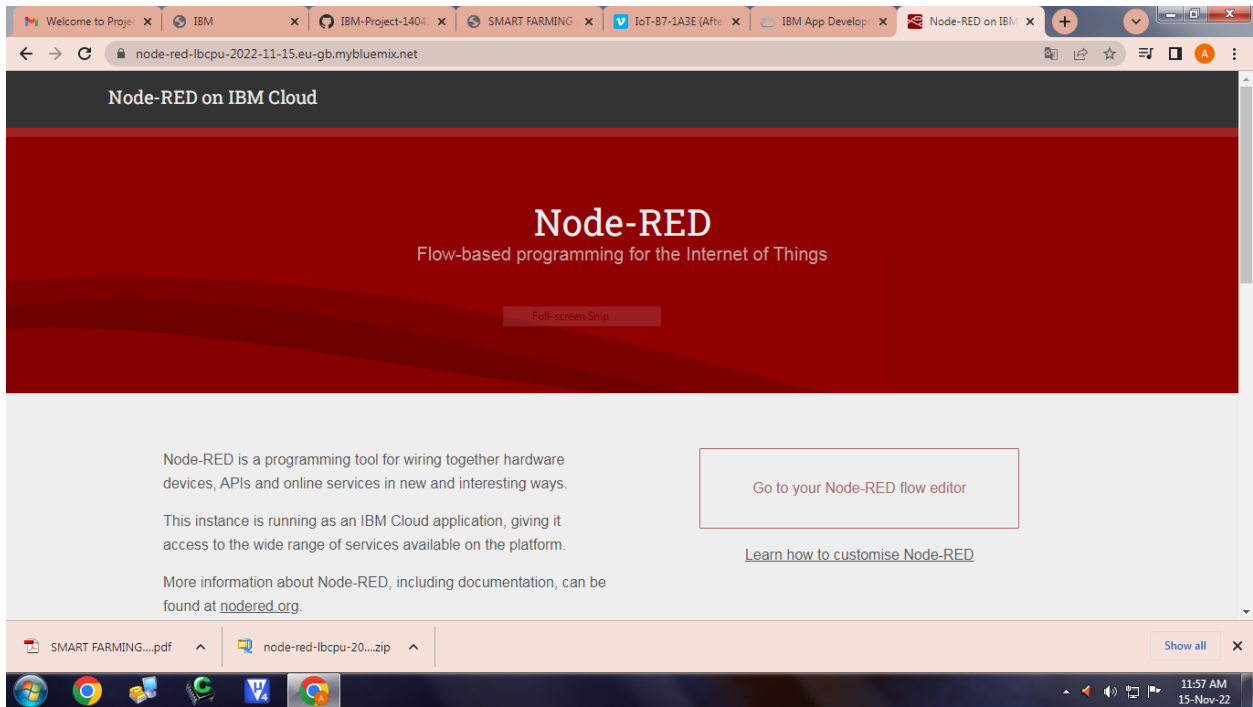 Welcome to Projec
IBM
IBM-Project-1404
SMART FARMING
IoT-B7-1A3E (Afte
IBM App Develop
Node-RED on IBM
node-red-lbcpu-2022-11-15.eu-gb.mybluemix.net
A
Node-RED on IBM Cloud
Node-RED
Flow-based programming for the Internet of Things
Full-screen Snip
Node-RED is a programming tool for wiring together hardware
devices, APIs and online services in new and interesting ways.
This instance is running as an IBM Cloud application, giving it
access to the wide range of services available on the platform.
More information about Node-RED, including documentation, can be
found at nodered.org.
Go to your Node-RED flow editor
Learn how to customise Node-RED
SMART FARMING....pdf
node-red-lbcpu-20....zip
Show all
11:57 AM
15-Nov-22